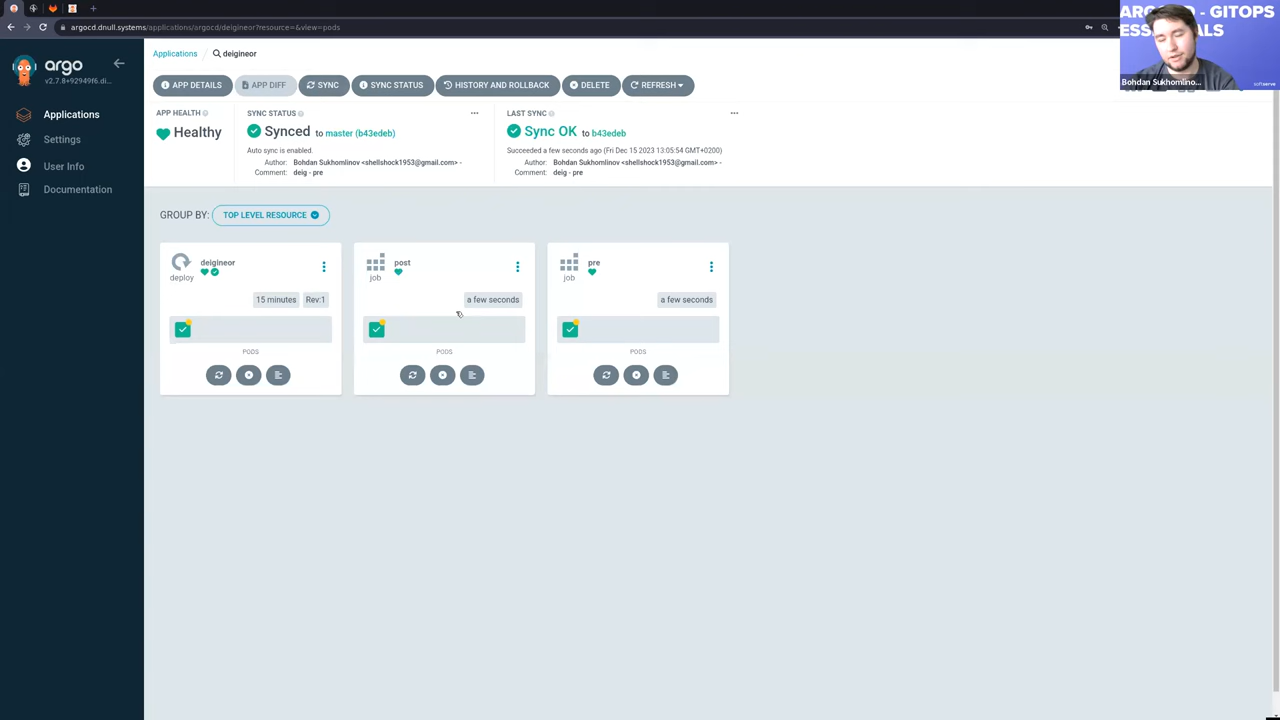 argocd.dnull.systems/applications/argocd/deigineor?resource=&view=pods
ARGOCD - GITOPS
ESSENTIALS
Bohdan Sukhomlino...
softserve
argo
v2.7.8+92949f6.di...
Applications
Settings
User Info
Documentation
Applications / deigineor
APP DETAILS APP DIFF SYNC SYNC STATUS HISTORY AND ROLLBACK DELETE REFRESH
APP HEALTH
Healthy
SYNC STATUS
Synced to master (b43edeb)
Auto sync is enabled.
Author: Bohdan Sukhomlinov <shellshock1953@gmail.com> -
Comment: deig - pre
LAST SYNC
Sync OK to b43edeb
Succeeded a few seconds ago (Fri Dec 15 2023 13:05:54 GMT+0200)
Author: Bohdan Sukhomlinov <shellshock1953@gmail.com> -
Comment: deig - pre
GROUP BY: TOP LEVEL RESOURCE
deigineor
deploy
15 minutes Rev:1
PODS
post
job
a few seconds
PODS
pre
job
a few seconds
PODS